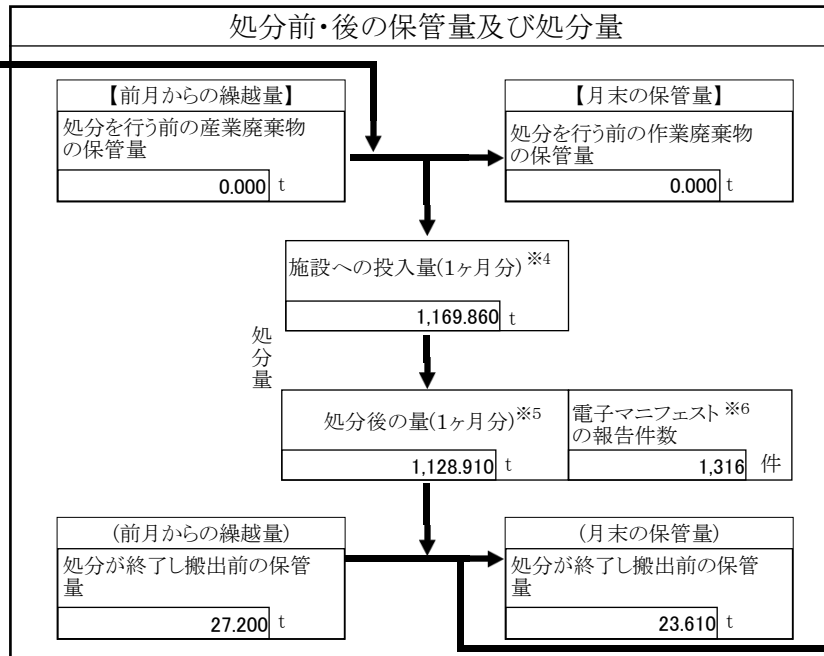 処分前・後の保管量及び処分量
【前月からの繰越量】
処分を行う前の産業廃棄物
の保管量
0.000 t
【月末の保管量】
処分を行う前の作業廃棄物
の保管量
0.000 t
施設への投入量(1ヶ月分)※4
1,169.860 t
処分量
処分後の量(1ヶ月分)※5
1,128.910 t
電子マニフェスト※6
の報告件数
1,316 件
(前月からの繰越量)
処分が終了し搬出前の保管
量
27.200 t
(月末の保管量)
処分が終了し搬出前の保管
量
23.610 t